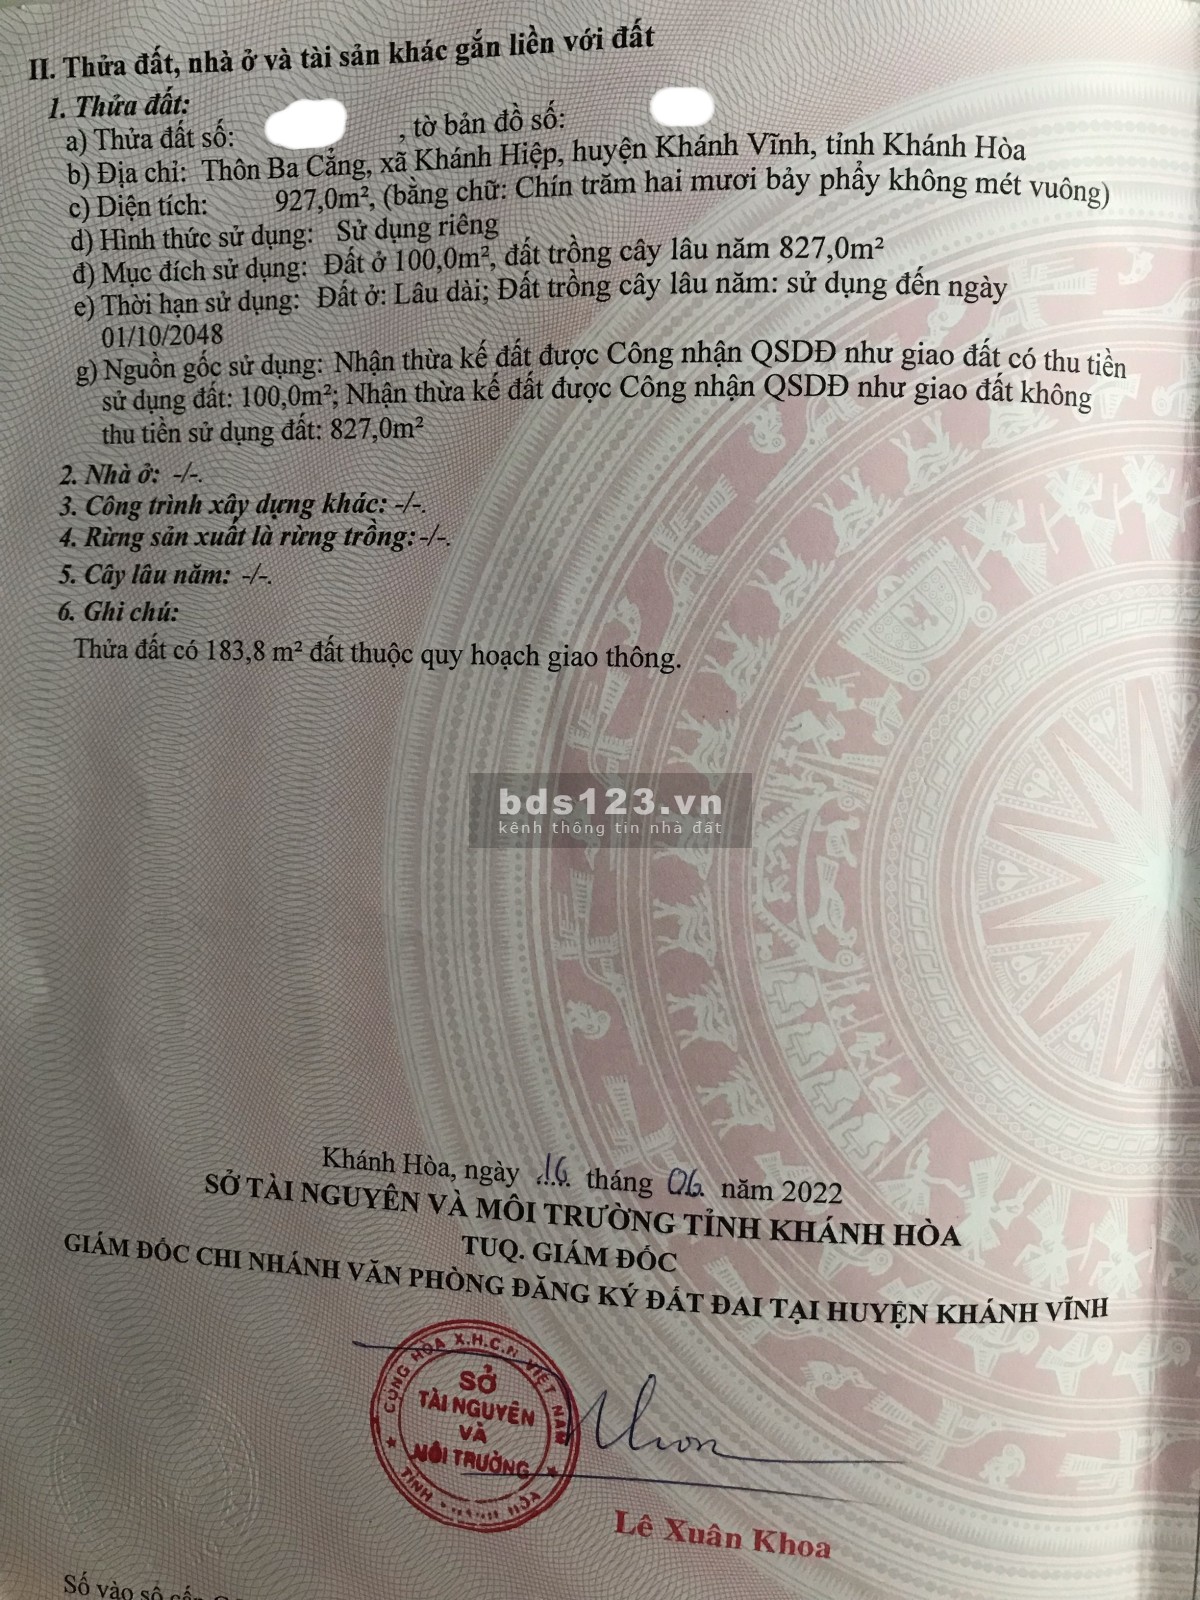 II. Thửa đất, nhà ở và tài sản khác gắn liền với đất
1. Thửa đất:
a) Thửa đất số: , tờ bản đồ số:
b) Địa chỉ: Thôn Ba Cẳng, xã Khánh Hiệp, huyện Khánh Vĩnh, tỉnh Khánh Hòa
c) Diện tích: 927,0m², (bằng chữ: Chín trăm hai mươi bảy phẩy không mét vuông)
d) Hình thức sử dụng: Sử dụng riêng
đ) Mục đích sử dụng: Đất ở 100,0m², đất trồng cây lâu năm 827,0m²
e) Thời hạn sử dụng: Đất ở: Lâu dài; Đất trồng cây lâu năm: sử dụng đến ngày
01/10/2048
g) Nguồn gốc sử dụng: Nhận thừa kế đất được Công nhận QSDĐ như giao đất có thu tiền
sử dụng đất: 100,0m²; Nhận thừa kế đất được Công nhận QSDĐ như giao đất không
thu tiền sử dụng đất: 827,0m²
2. Nhà ở: -/-.
3. Công trình xây dựng khác: -/-.
4. Rừng sản xuất là rừng trồng: -/-.
5. Cây lâu năm: -/-.
6. Ghi chú:
Thửa đất có 183,8 m² đất thuộc quy hoạch giao thông.
bds123.vn
kênh thông tin nhà đất
Khánh Hòa, ngày 16 tháng 06 năm 2022
SỞ TÀI NGUYÊN VÀ MÔI TRƯỜNG TỈNH KHÁNH HÒA
TUQ. GIÁM ĐỐC
GIÁM ĐỐC CHI NHÁNH VĂN PHÒNG ĐĂNG KÝ ĐẤT ĐAI TẠI HUYỆN KHÁNH VĨNH
CỘNG HÒA X.H.C.N VIỆT NAM
SỞ
TÀI NGUYÊN
VÀ
MÔI TRƯỜNG
TỈNH HÒA
Khoa
Lê Xuân Khoa
Số vào sổ cấp